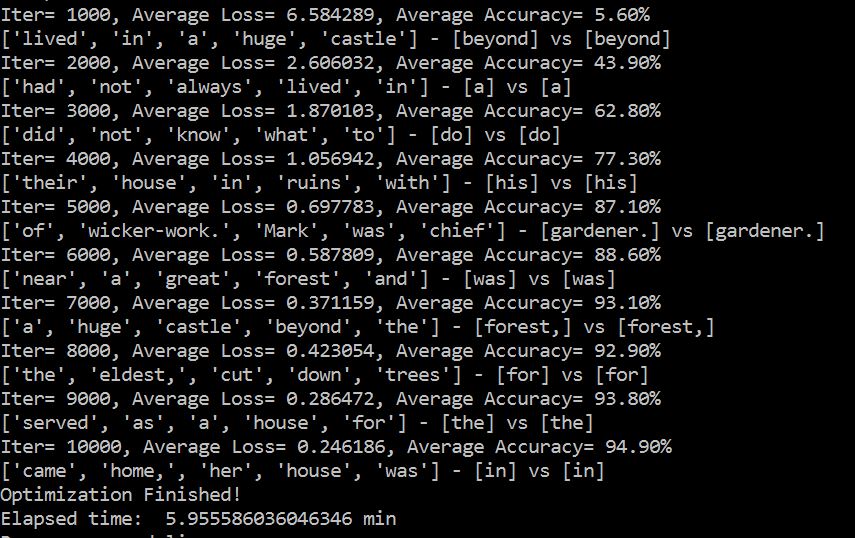 Iter= 1000, Average Loss= 6.584289, Average Accuracy= 5.60%
['lived', 'in', 'a', 'huge', 'castle'] - [beyond] vs [beyond]
Iter= 2000, Average Loss= 2.606032, Average Accuracy= 43.90%
['had', 'not', 'always', 'lived', 'in'] - [a] vs [a]
Iter= 3000, Average Loss= 1.870103, Average Accuracy= 62.80%
['did', 'not', 'know', 'what', 'to'] - [do] vs [do]
Iter= 4000, Average Loss= 1.056942, Average Accuracy= 77.30%
['their', 'house', 'in', 'ruins', 'with'] - [his] vs [his]
Iter= 5000, Average Loss= 0.697783, Average Accuracy= 87.10%
['of', 'wicker-work.', 'Mark', 'was', 'chief'] - [gardener.] vs [gardener.]
Iter= 6000, Average Loss= 0.587809, Average Accuracy= 88.60%
['near', 'a', 'great', 'forest', 'and'] - [was] vs [was]
Iter= 7000, Average Loss= 0.371159, Average Accuracy= 93.10%
['a', 'huge', 'castle', 'beyond', 'the'] - [forest,] vs [forest,]
Iter= 8000, Average Loss= 0.423054, Average Accuracy= 92.90%
['the', 'eldest,', 'cut', 'down', 'trees'] - [for] vs [for]
Iter= 9000, Average Loss= 0.286472, Average Accuracy= 93.80%
['served', 'as', 'a', 'house', 'for'] - [the] vs [the]
Iter= 10000, Average Loss= 0.246186, Average Accuracy= 94.90%
['came', 'home,', 'her', 'house', 'was'] - [in] vs [in]
Optimization Finished!
Elapsed time:  5.955586036046346 min